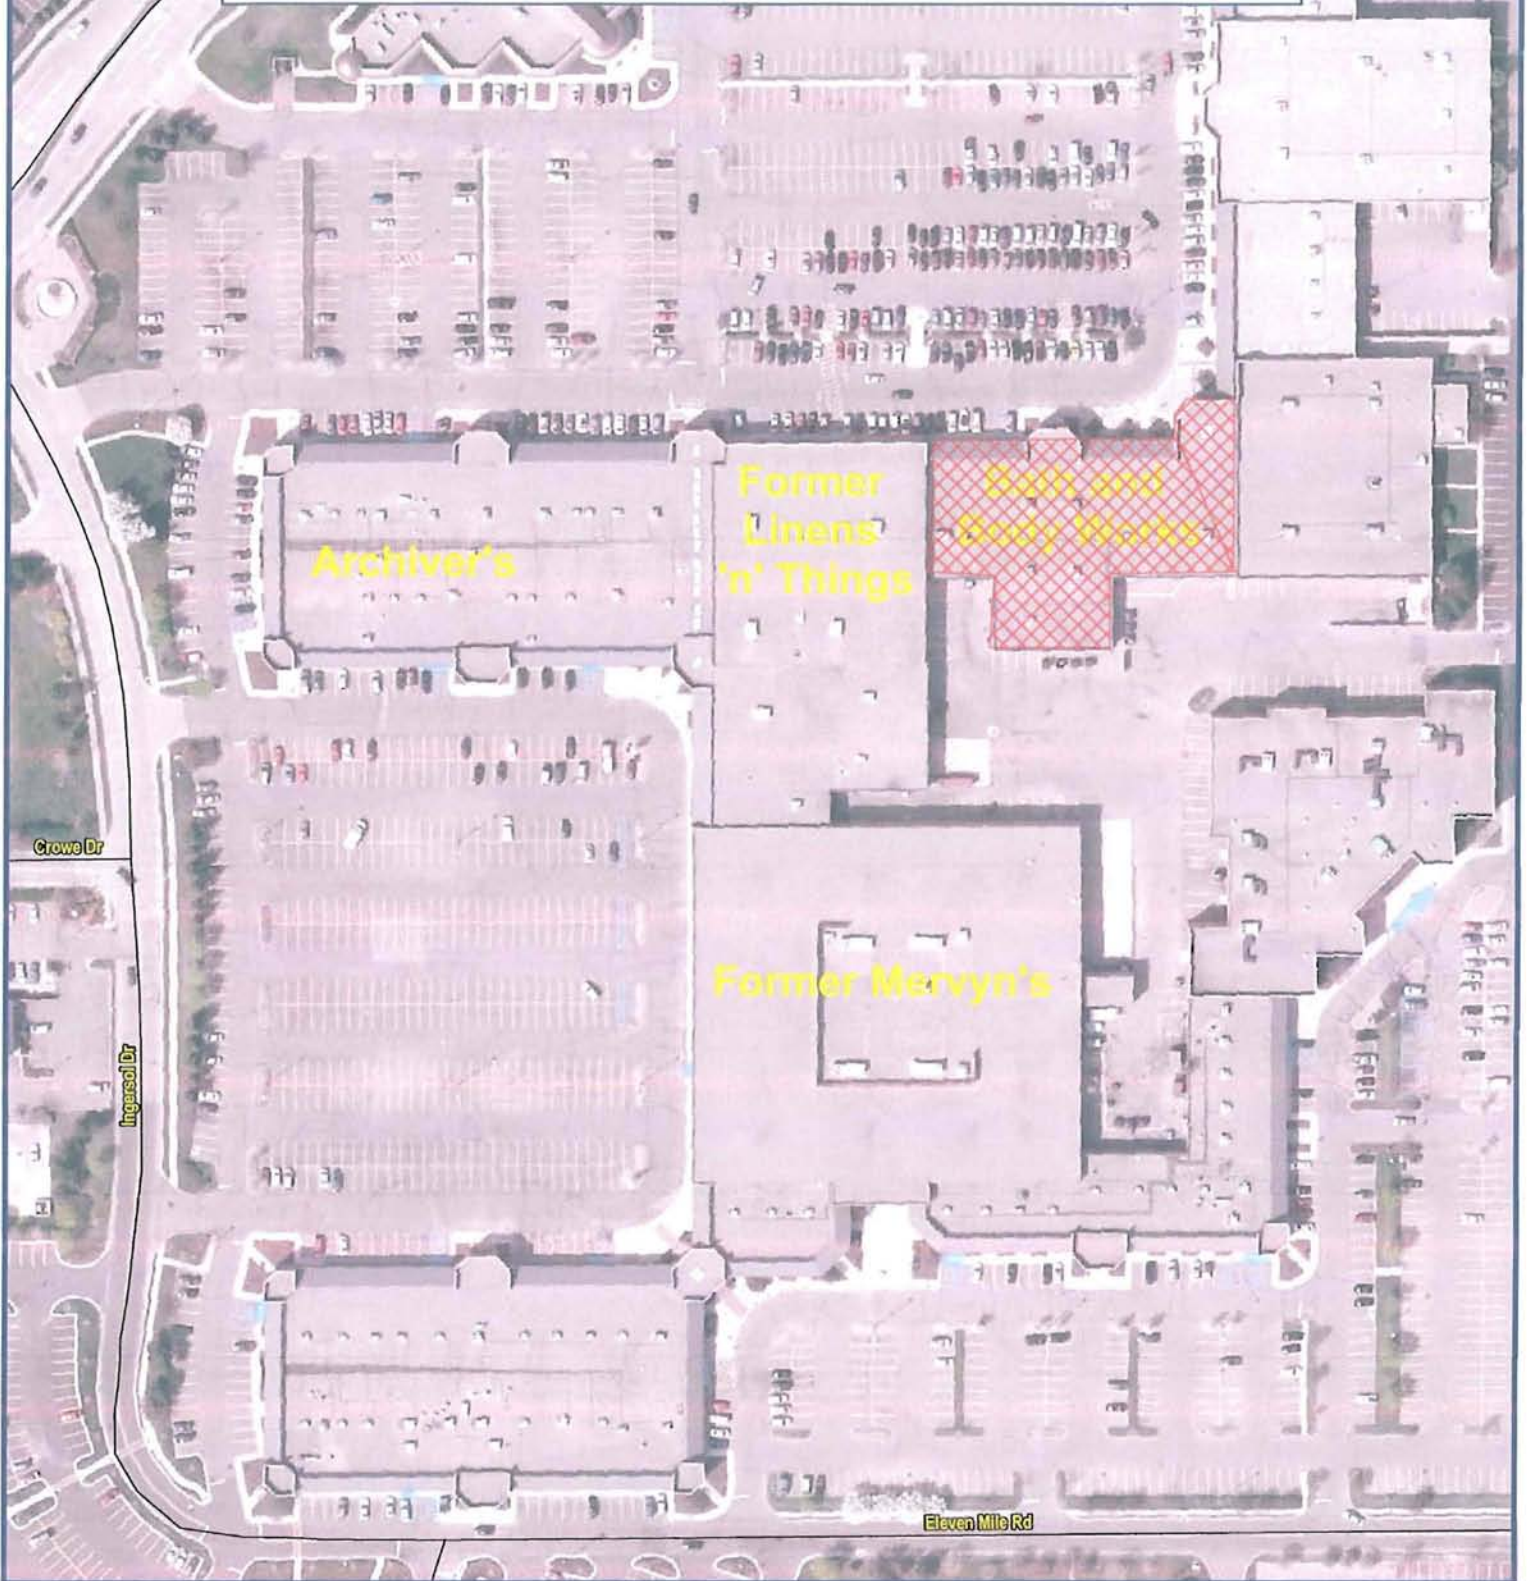 Former
Linens
'n' Things
Bath and
Body Works
Archiver's
Crowe Dr
Former Mervyn's
Ingersol Dr
Eleven Mile Rd